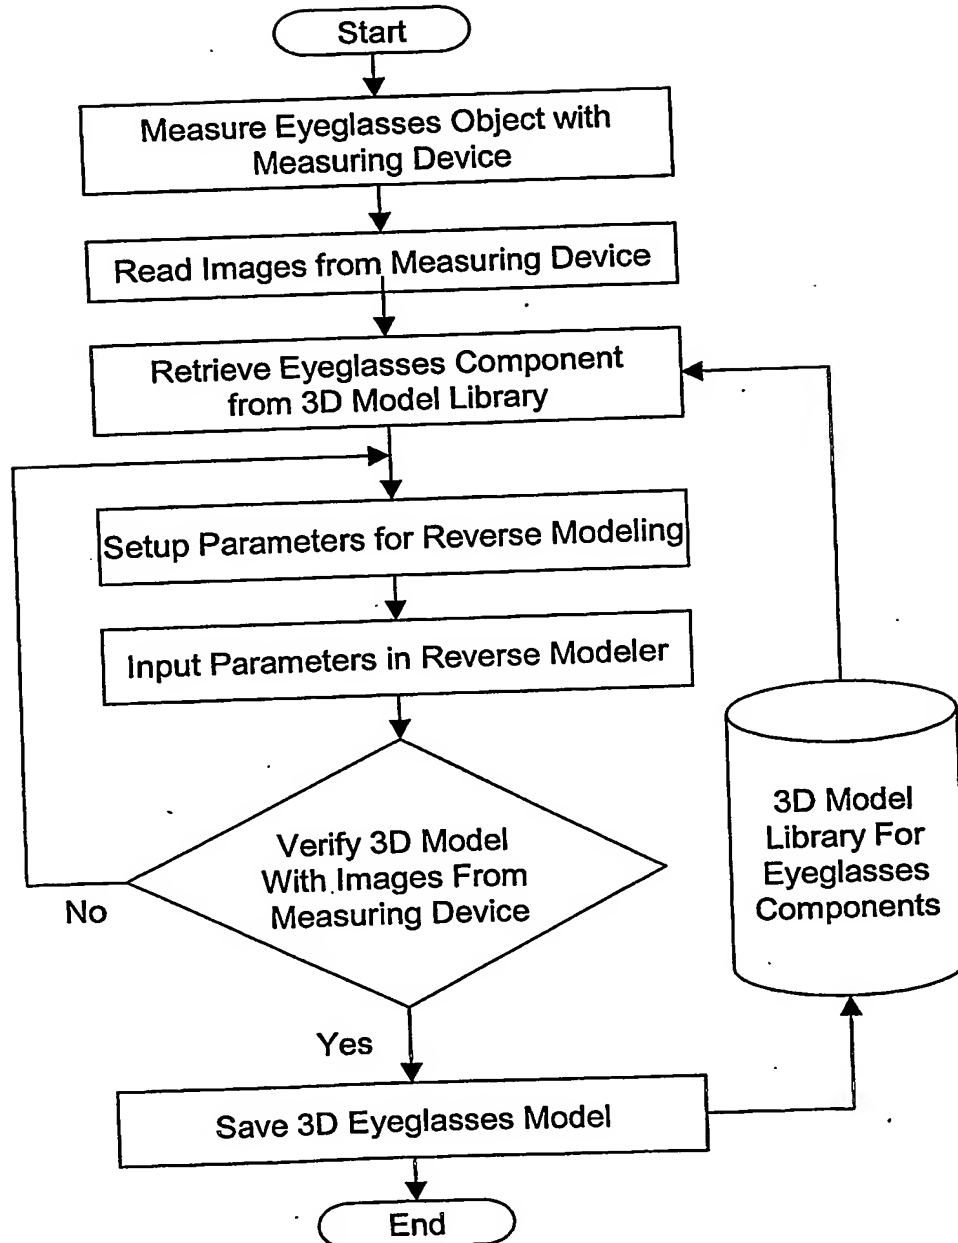 Start
Measure Eyeglasses Object with
Measuring Device
Read Images from Measuring Device
Retrieve Eyeglasses Component
from 3D Model Library
Setup Parameters for Reverse Modeling
Input Parameters in Reverse Modeler
Verify 3D Model
With Images From
Measuring Device
No
Yes
3D Model
Library For
Eyeglasses
Components
Save 3D Eyeglasses Model
End